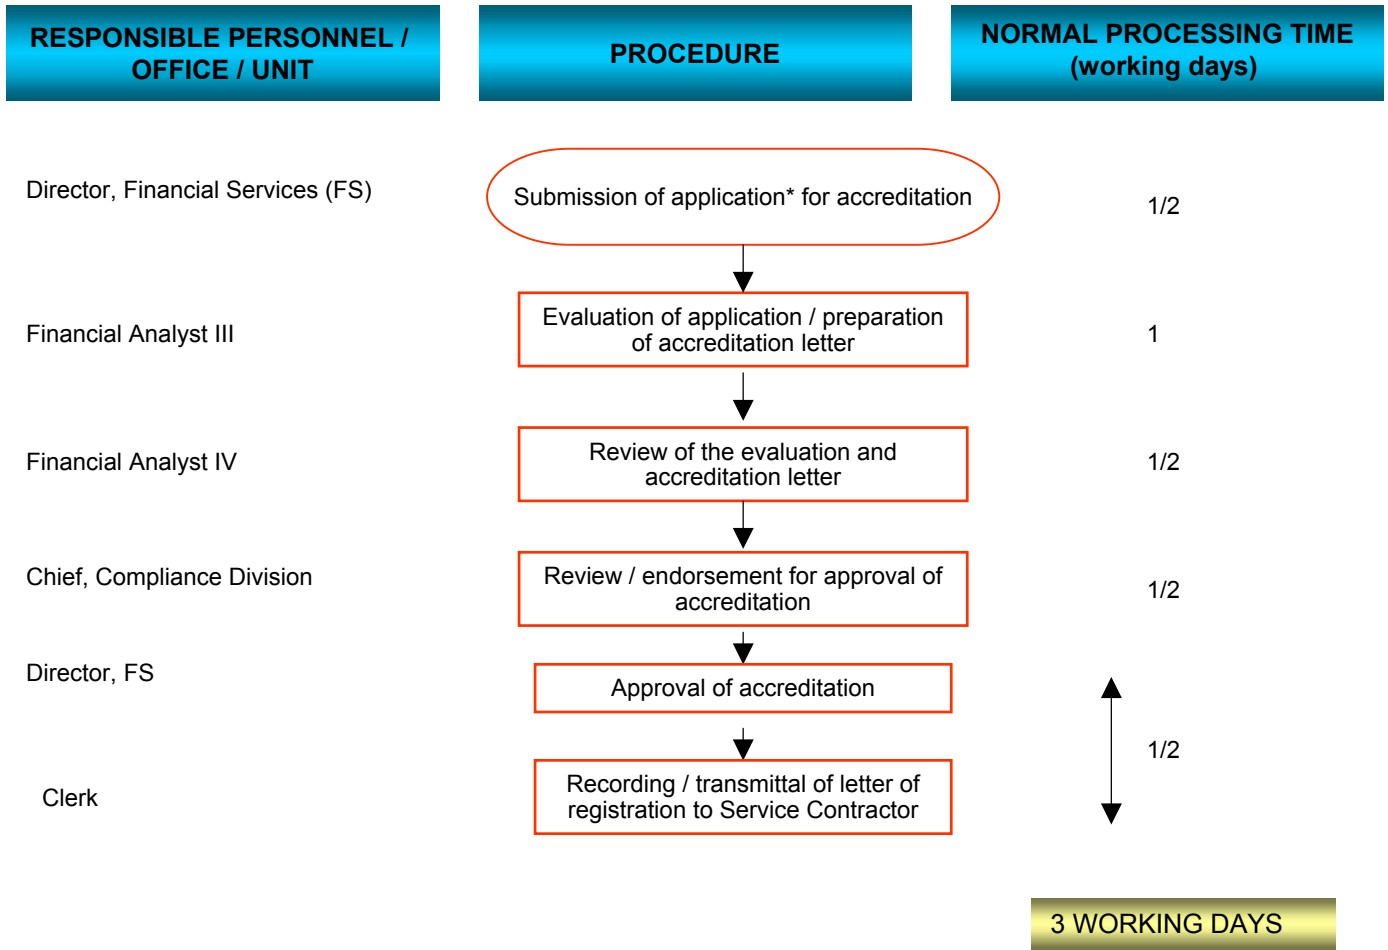 RESPONSIBLE PERSONNEL /
OFFICE / UNIT
PROCEDURE
NORMAL PROCESSING TIME
(working days)
Director, Financial Services (FS)
Submission of application* for accreditation
1/2
Financial Analyst III
Evaluation of application / preparation
of accreditation letter
1
Financial Analyst IV
Review of the evaluation and
accreditation letter
1/2
Chief, Compliance Division
Review / endorsement for approval of
accreditation
1/2
Director, FS
Approval of accreditation
1/2
Clerk
Recording / transmittal of letter of
registration to Service Contractor
3 WORKING DAYS